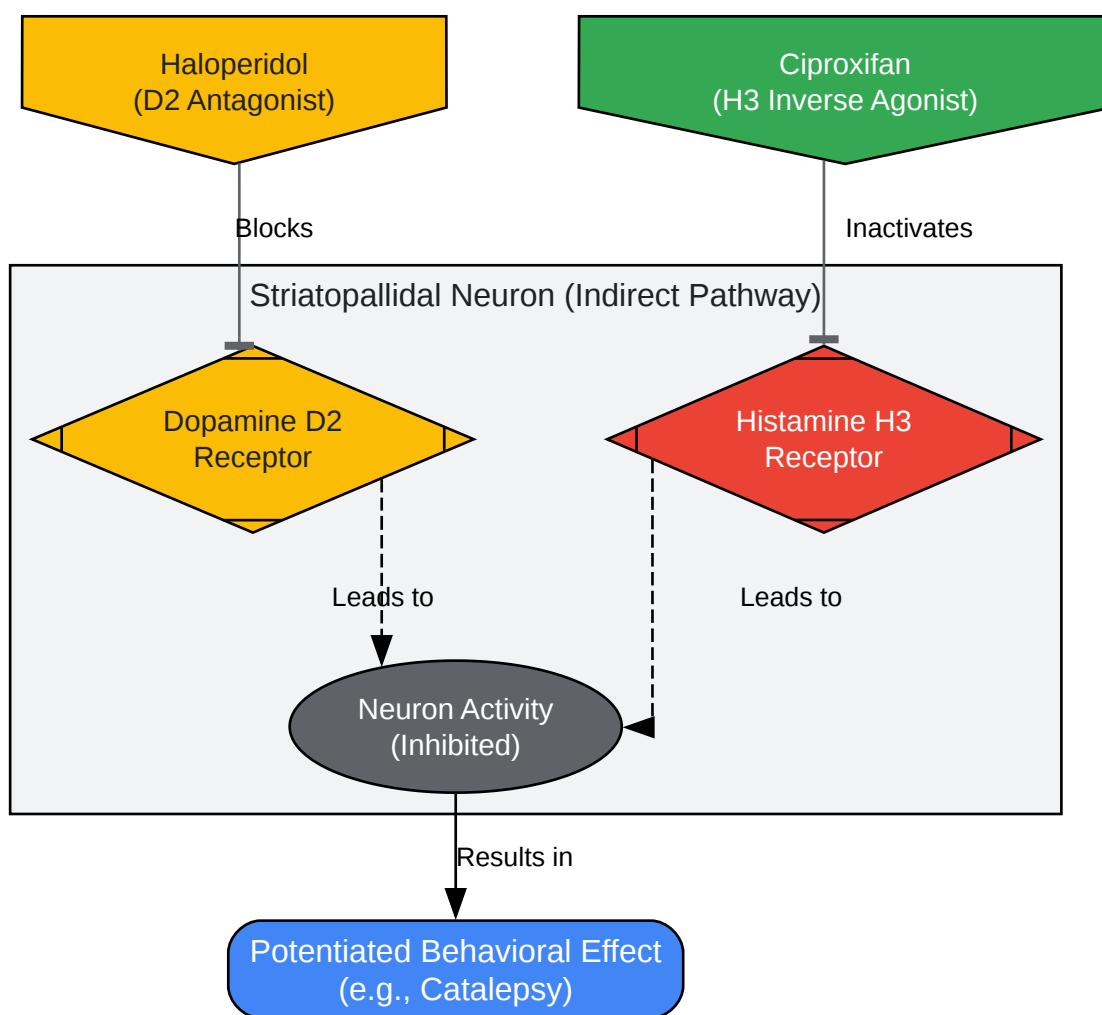 Haloperidol
(D2 Antagonist)
Ciproxifan
(H3 Inverse Agonist)
Blocks
Inactivates
Striatopallidal Neuron (Indirect Pathway)
Dopamine D2
Receptor
Histamine H3
Receptor
Leads to
Leads to
Neuron Activity
(Inhibited)
Results in
Potentiated Behavioral Effect
(e.g., Catalepsy)